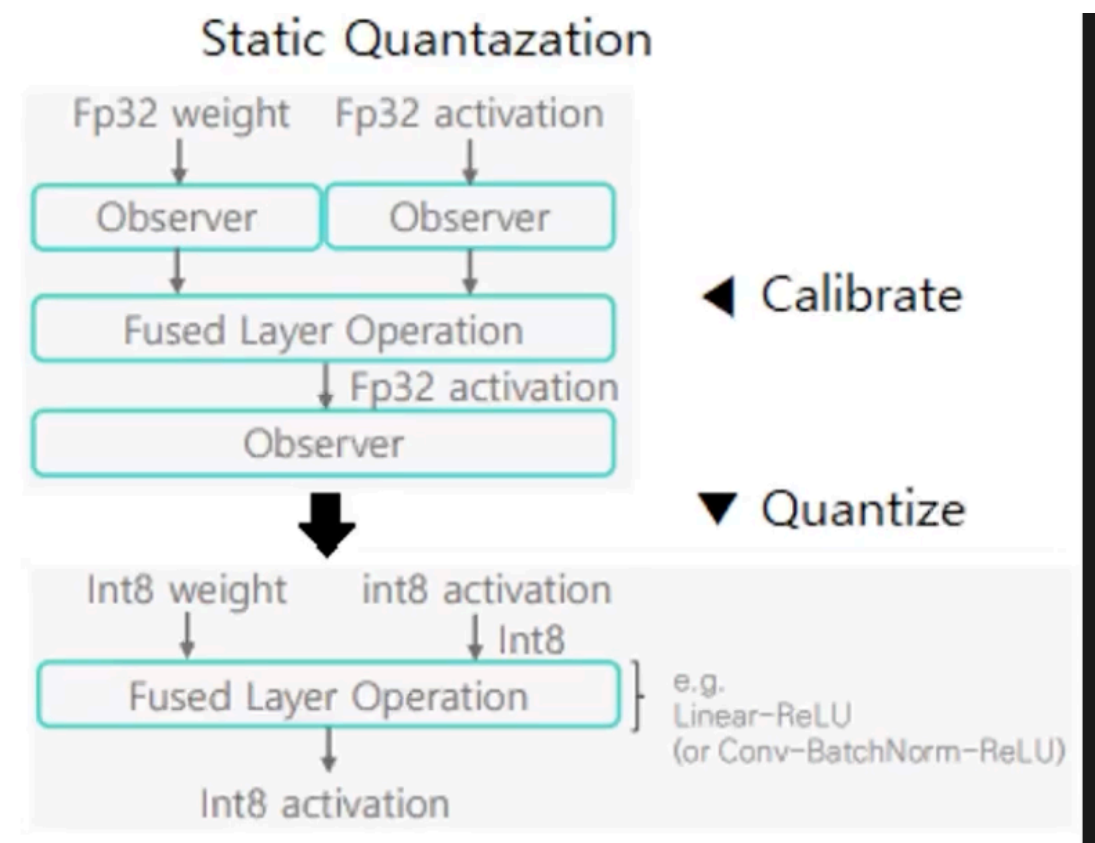 Static Quantazation
Fp32 weight Fp32 activation
Observer Observer
◀ Calibrate
Fused Layer Operation
Fp32 activation
Observer
▼ Quantize
Int8 weight int8 activation
Int8
Fused Layer Operation
e.g.
Linear-ReLU
(or Conv-BatchNorm-ReLU)
Int8 activation